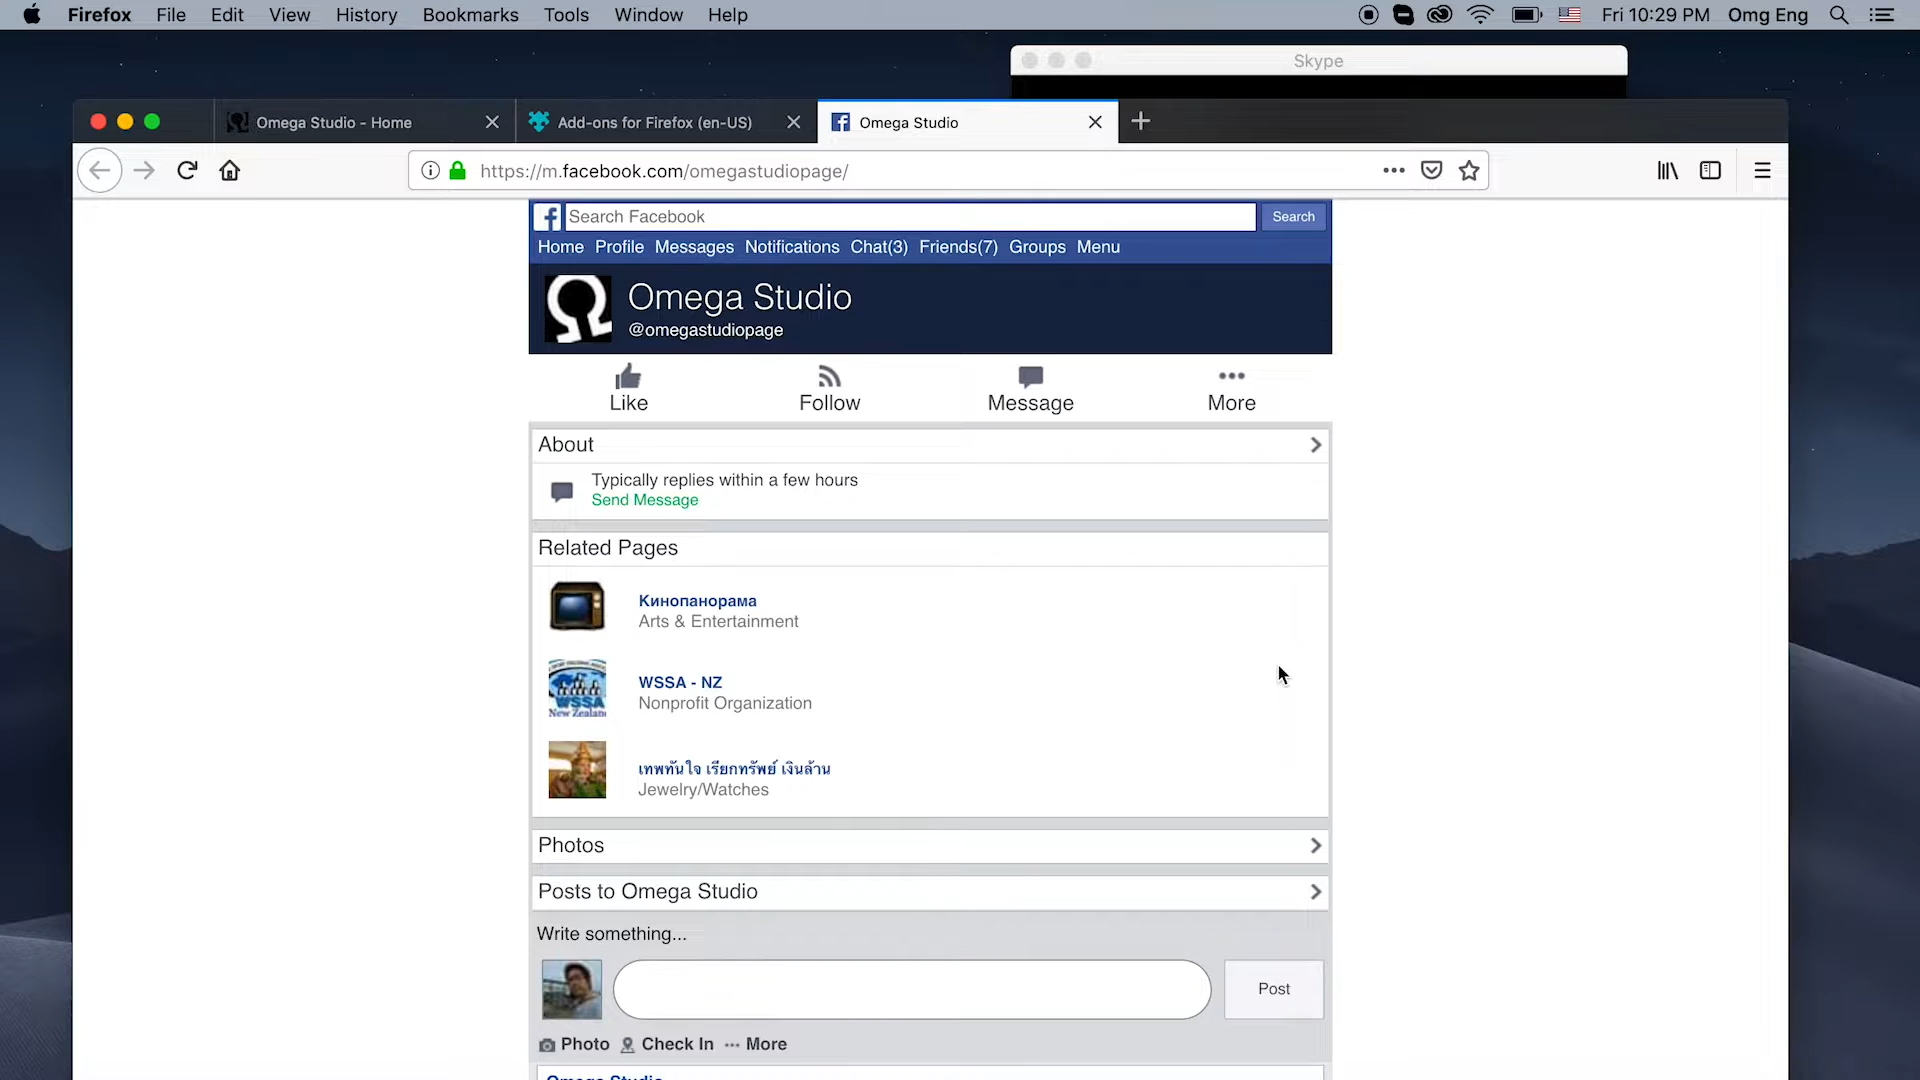 Firefox File Edit View History Bookmarks Tools Window Help Fri 10:29 PM Omg Eng
Skype
Omega Studio - Home Add-ons for Firefox (en-US) Omega Studio
https://m.facebook.com/omegastudiopage/
Search Facebook Search
Home Profile Messages Notifications Chat(3) Friends(7) Groups Menu
Omega Studio
@omegastudiopage
Like Follow Message More
About
Typically replies within a few hours
Send Message
Related Pages
Кинопанорама
Arts & Entertainment
WSSA - NZ
Nonprofit Organization
WSSA
New Zealand
เทพทันใจ เรียกทรัพย์ เงินล้าน
Jewelry/Watches
Photos
Posts to Omega Studio
Write something...
Post
Photo Check In More
Omega Studio